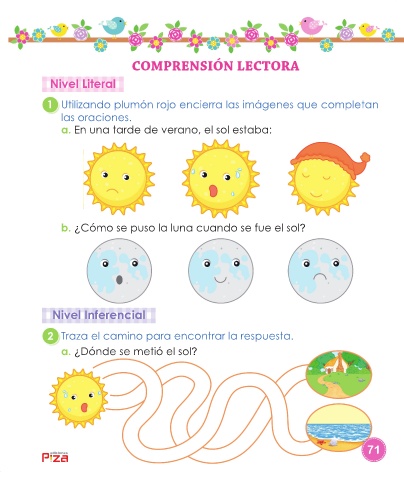 COMPRENSIÓN LECTORA
Nivel Literal
1 Utilizando plumón rojo encierra las imágenes que completan
las oraciones.
a. En una tarde de verano, el sol estaba:
b. ¿Cómo se puso la luna cuando se fue el sol?
Nivel Inferencial
2 Traza el camino para encontrar la respuesta.
a. ¿Dónde se metió el sol?
71